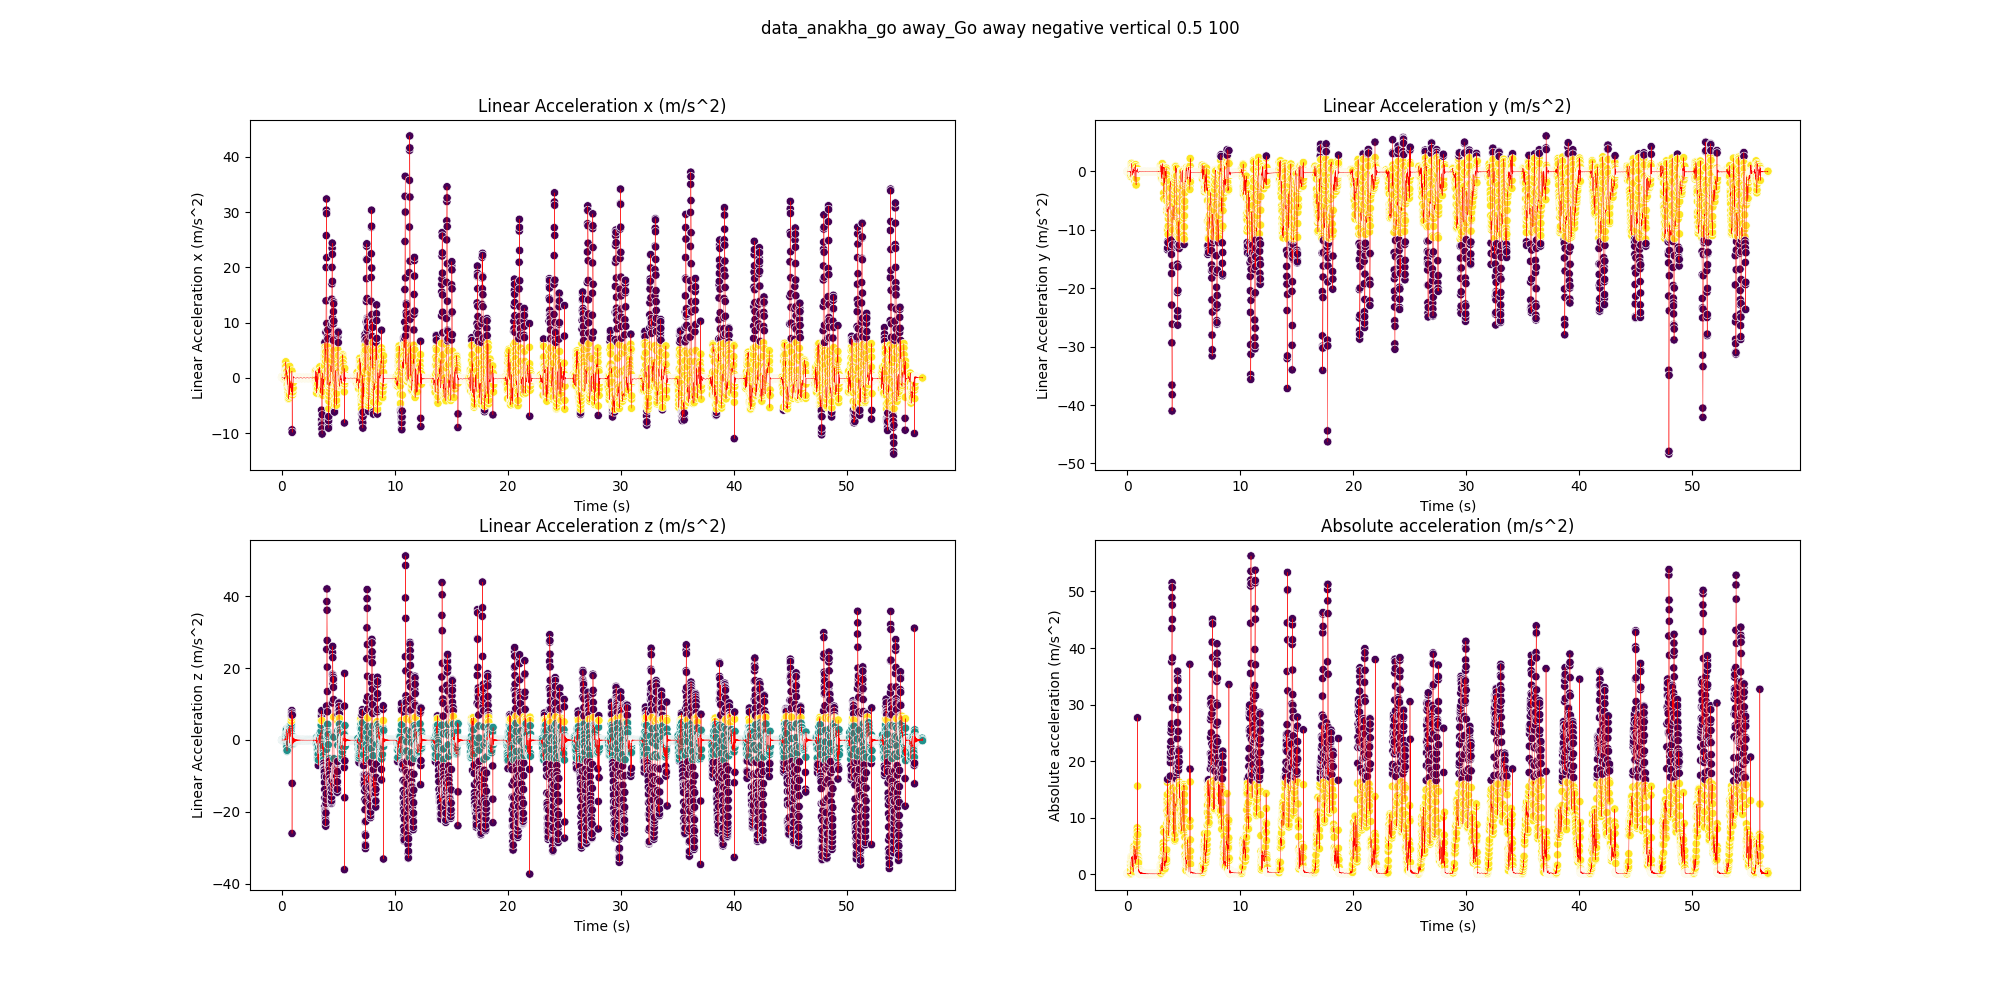 data_anakha_go away_Go away negative vertical 0.5 100
Linear Acceleration x (m/s^2)
Linear Acceleration x (m/s^2)
40
30
20
10
0
−10
0 10 20 30 40 50
Time (s)
Linear Acceleration y (m/s^2)
Linear Acceleration y (m/s^2)
0
−10
−20
−30
−40
−50
0 10 20 30 40 50
Time (s)
Linear Acceleration z (m/s^2)
Linear Acceleration z (m/s^2)
40
20
0
−20
−40
0 10 20 30 40 50
Time (s)
Absolute acceleration (m/s^2)
Absolute acceleration (m/s^2)
50
40
30
20
10
0
0 10 20 30 40 50
Time (s)